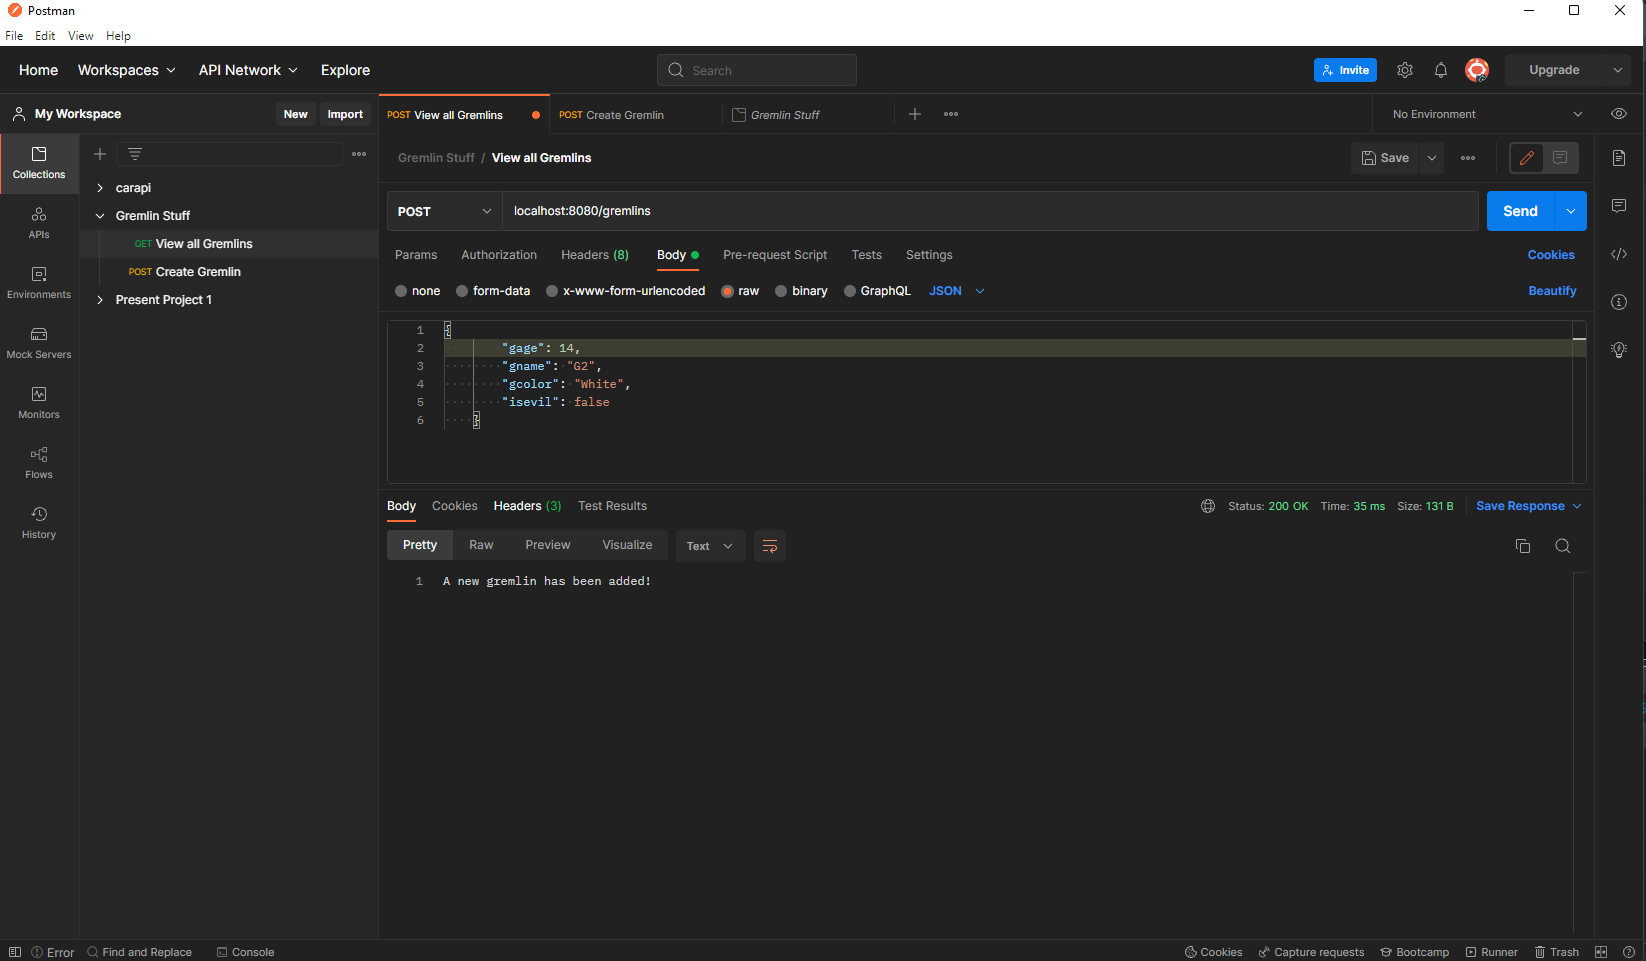 Postman
File Edit View Help
Home Workspaces API Network Explore Search Invite Upgrade
My Workspace New Import
POST View all Gremlins POST Create Gremlin Gremlin Stuff No Environment
Collections
APIs
Environments
Mock Servers
Monitors
Flows
History
carapi
Gremlin Stuff
GET View all Gremlins
POST Create Gremlin
Present Project 1
Gremlin Stuff / View all Gremlins Save
POST localhost:8080/gremlins Send
Params Authorization Headers (8) Body Pre-request Script Tests Settings Cookies
none form-data x-www-form-urlencoded raw binary GraphQL JSON Beautify
1 {
2 "gage": 14,
3 "gname": "G2",
4 "gcolor": "White",
5 "isevil": false
6 }
Body Cookies Headers (3) Test Results Status: 200 OK Time: 35 ms Size: 131 B Save Response
Pretty Raw Preview Visualize Text
1 A new gremlin has been added!
Error Find and Replace Console Cookies Capture requests Bootcamp Runner Trash